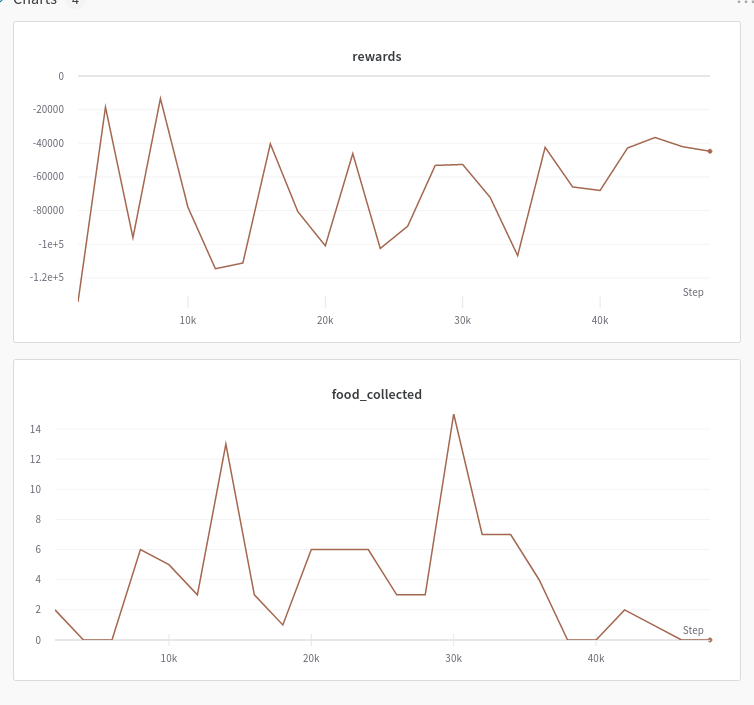 Charts 4
rewards
0
-20000
-40000
-60000
-80000
-1e+5
-1.2e+5
Step
10k 20k 30k 40k
food_collected
14
12
10
8
6
4
2
0
Step
10k 20k 30k 40k